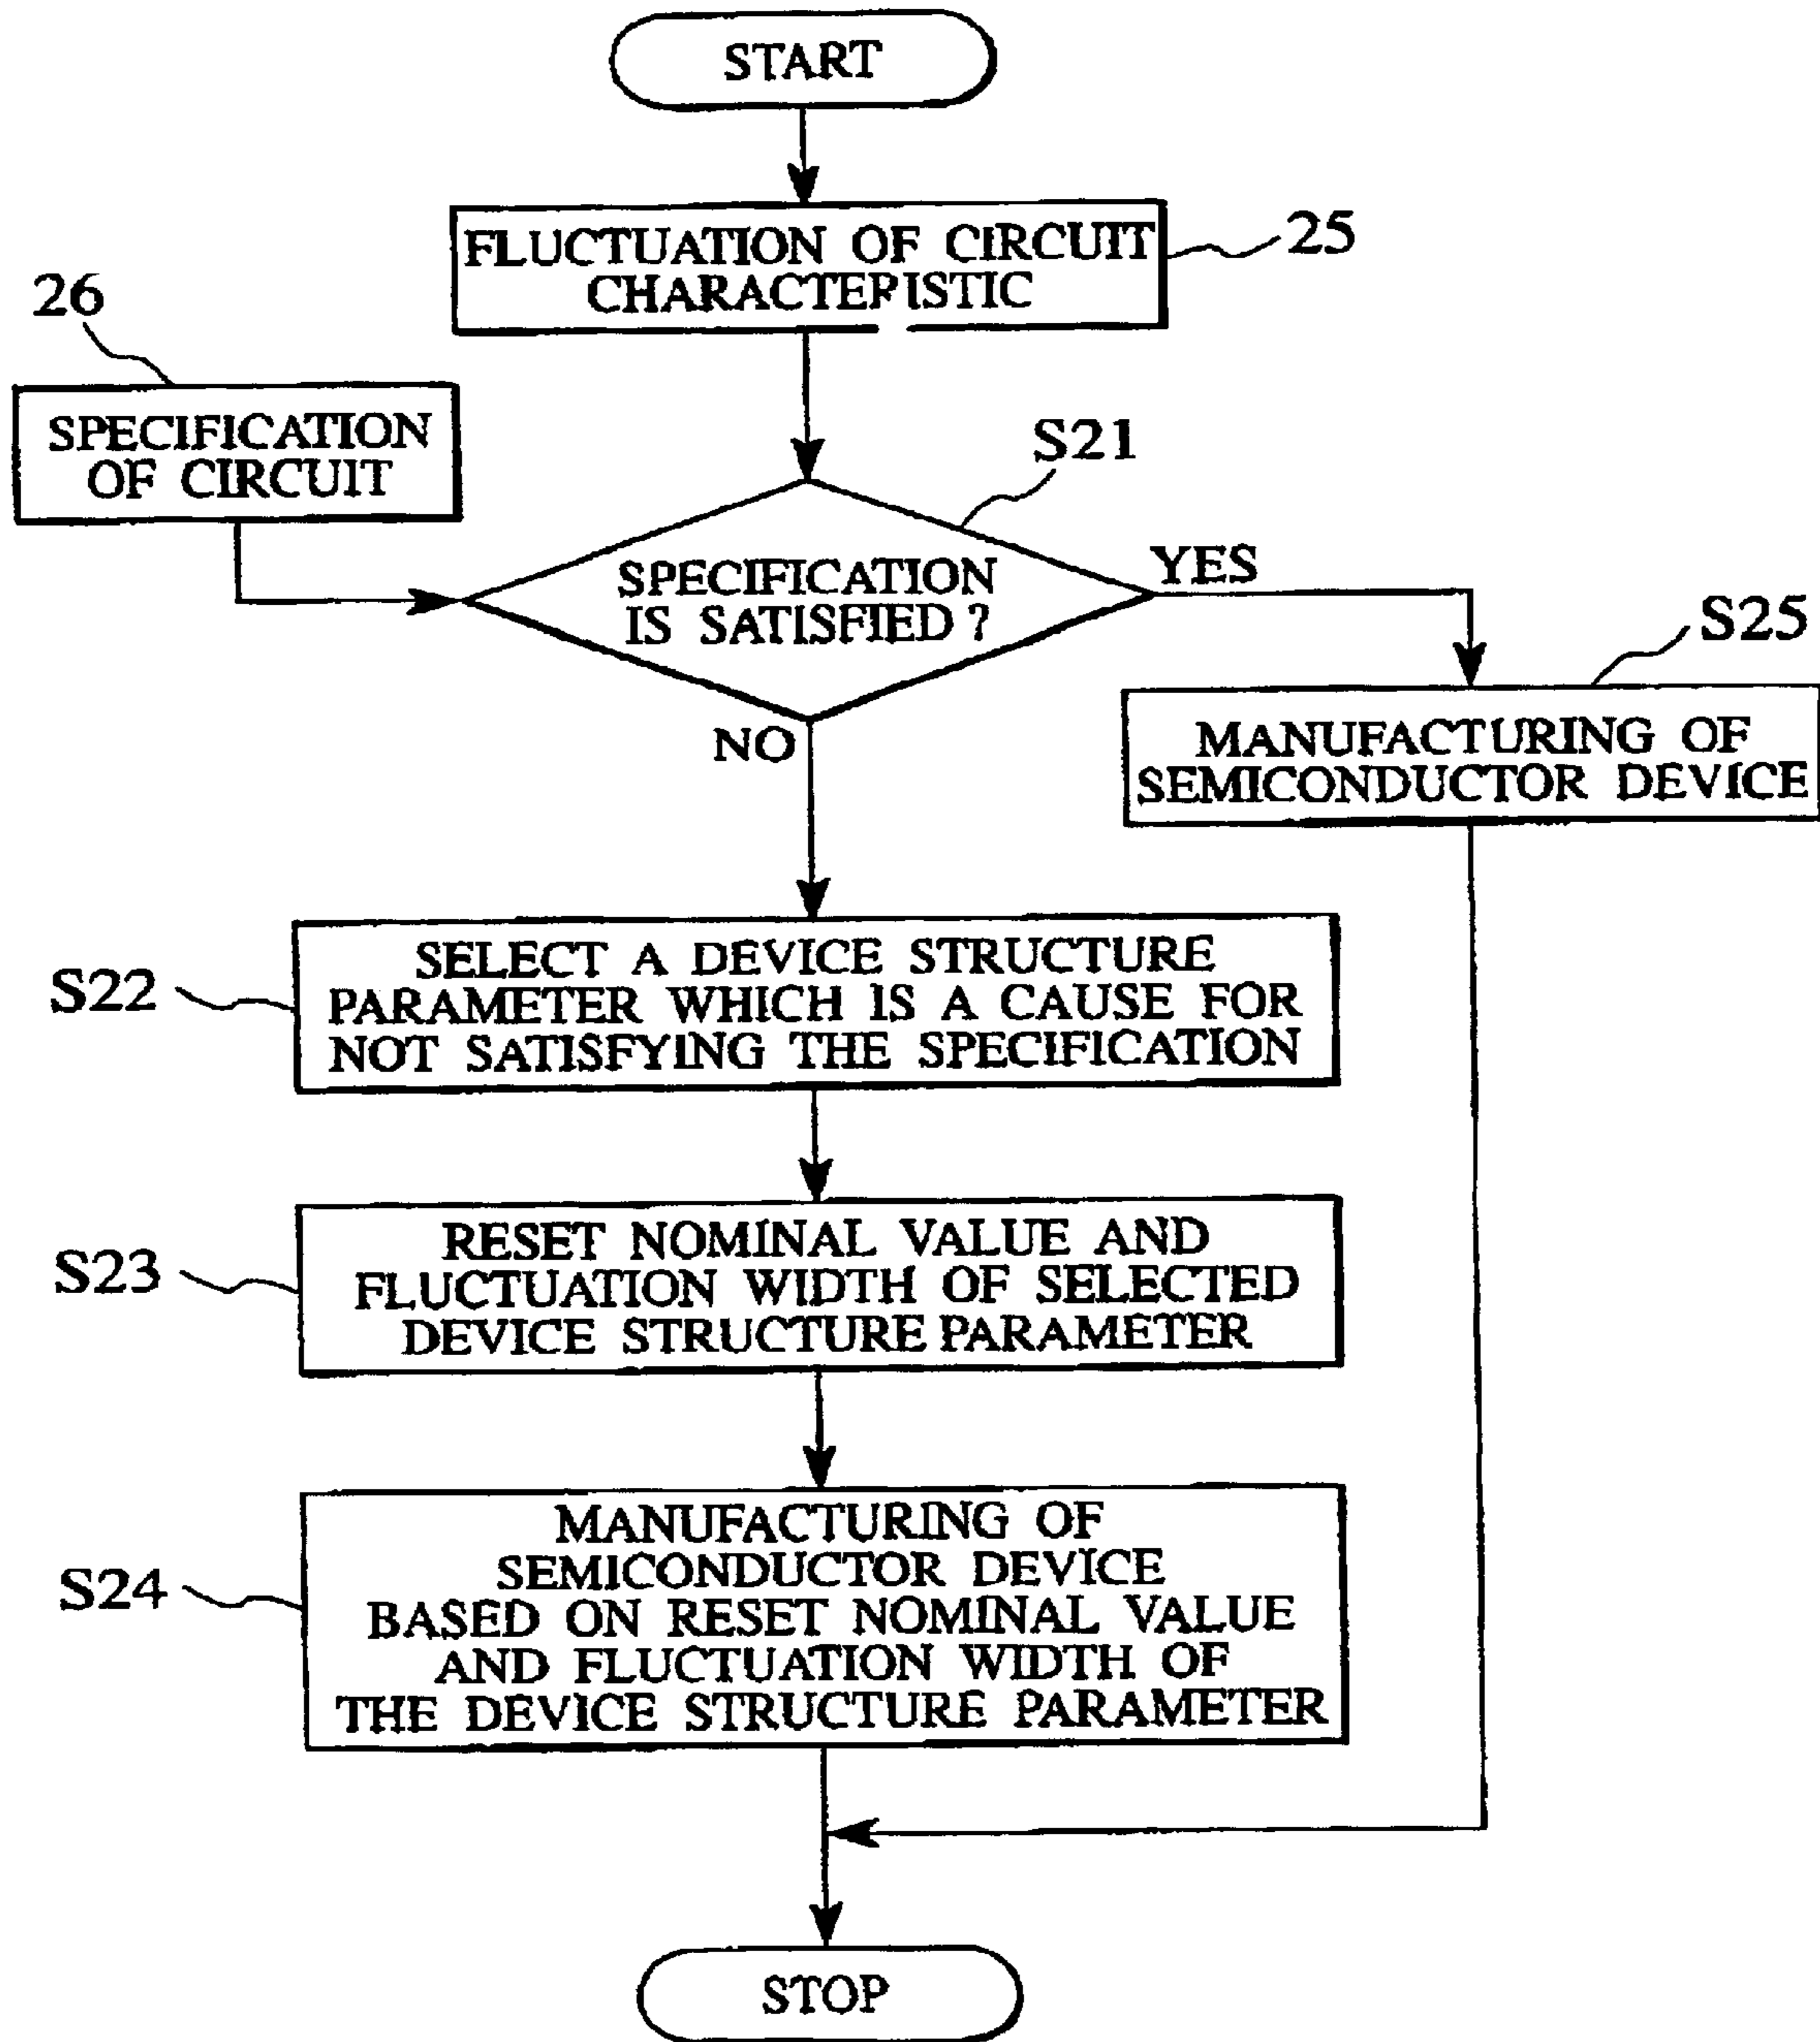 START
FLUCTUATION OF CIRCUIT
CHARACTERISTIC
25
26
SPECIFICATION
OF CIRCUIT
S21
SPECIFICATION
IS SATISFIED?
YES
NO
S25
MANUFACTURING OF
SEMICONDUCTOR DEVICE
S22
SELECT A DEVICE STRUCTURE
PARAMETER WHICH IS A CAUSE FOR
NOT SATISFYING THE SPECIFICATION
S23
RESET NOMINAL VALUE AND
FLUCTUATION WIDTH OF SELECTED
DEVICE STRUCTURE PARAMETER
S24
MANUFACTURING OF
SEMICONDUCTOR DEVICE
BASED ON RESET NOMINAL VALUE
AND FLUCTUATION WIDTH OF
THE DEVICE STRUCTURE PARAMETER
STOP